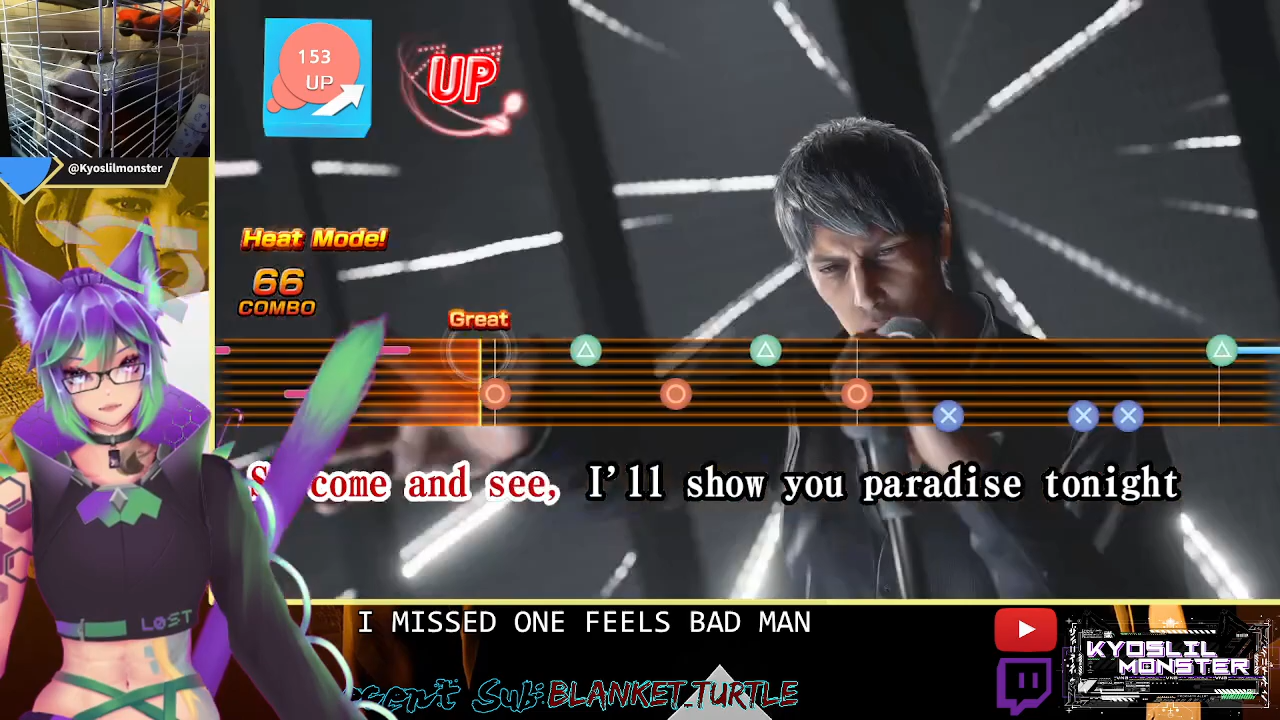 153
UP
UP
@Kyoslilmonster
Heat Mode!
66
COMBO
Great
come and see, I'll show you paradise tonight
LOST
I MISSED ONE FEELS BAD MAN
Sub: BLANKET_TURTLE
KYOSLIL
MONSTER